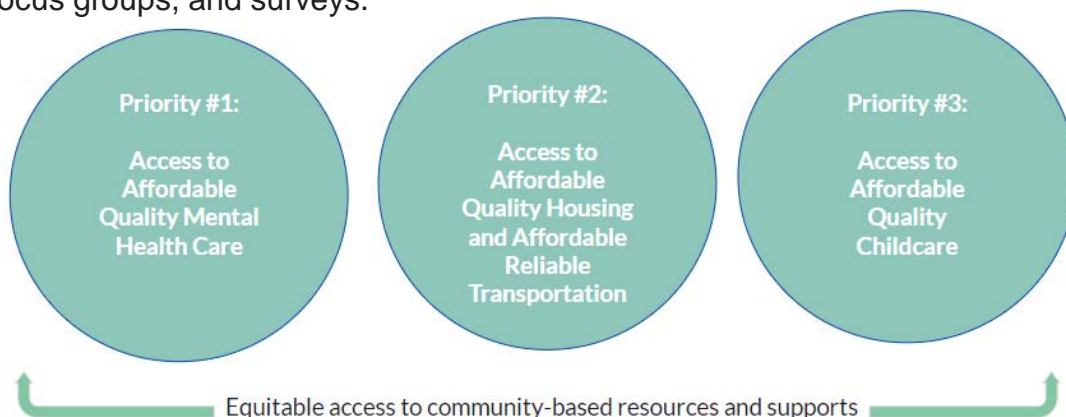 ocus groups, and surveys.
Priority #1:
Access to
Affordable
Quality Mental
Health Care
Priority #2:
Access to
Affordable
Quality Housing
and Affordable
Reliable
Transportation
Priority #3:
Access to
Affordable
Quality
Childcare
Equitable access to community-based resources and supports